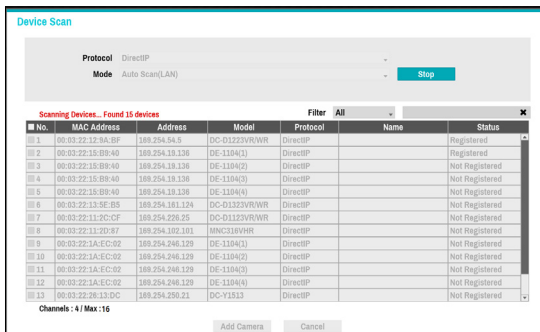 Device Scan
Protocol DirectIP
Mode Auto Scan(LAN) Stop
Scanning Devices... Found 15 devices Filter All
No. MAC Address Address Model Protocol Name Status
1 00:03:22:12:9A:BF 169.254.54.5 DC-D1223VR/WR DirectIP Registered
2 00:03:22:15:B9:40 169.254.19.136 DE-1104(1) DirectIP Registered
3 00:03:22:15:B9:40 169.254.19.136 DE-1104(2) DirectIP Not Registered
4 00:03:22:15:B9:40 169.254.19.136 DE-1104(3) DirectIP Not Registered
5 00:03:22:15:B9:40 169.254.19.136 DE-1104(4) DirectIP Not Registered
6 00:03:22:13:5E:B5 169.254.161.124 DC-D1323VR/WR DirectIP Not Registered
7 00:03:22:11:2C:CF 169.254.226.25 DC-D1123VR/WR DirectIP Not Registered
8 00:03:22:11:2D:87 169.254.102.101 MNC316VHR DirectIP Not Registered
9 00:03:22:1A:EC:02 169.254.246.129 DE-1104(1) DirectIP Not Registered
10 00:03:22:1A:EC:02 169.254.246.129 DE-1104(2) DirectIP Not Registered
11 00:03:22:1A:EC:02 169.254.246.129 DE-1104(3) DirectIP Not Registered
12 00:03:22:1A:EC:02 169.254.246.129 DE-1104(4) DirectIP Not Registered
13 00:03:22:26:13:DC 169.254.250.21 DC-Y1513 DirectIP Not Registered
Channels : 4 / Max : 16
Add Camera Cancel